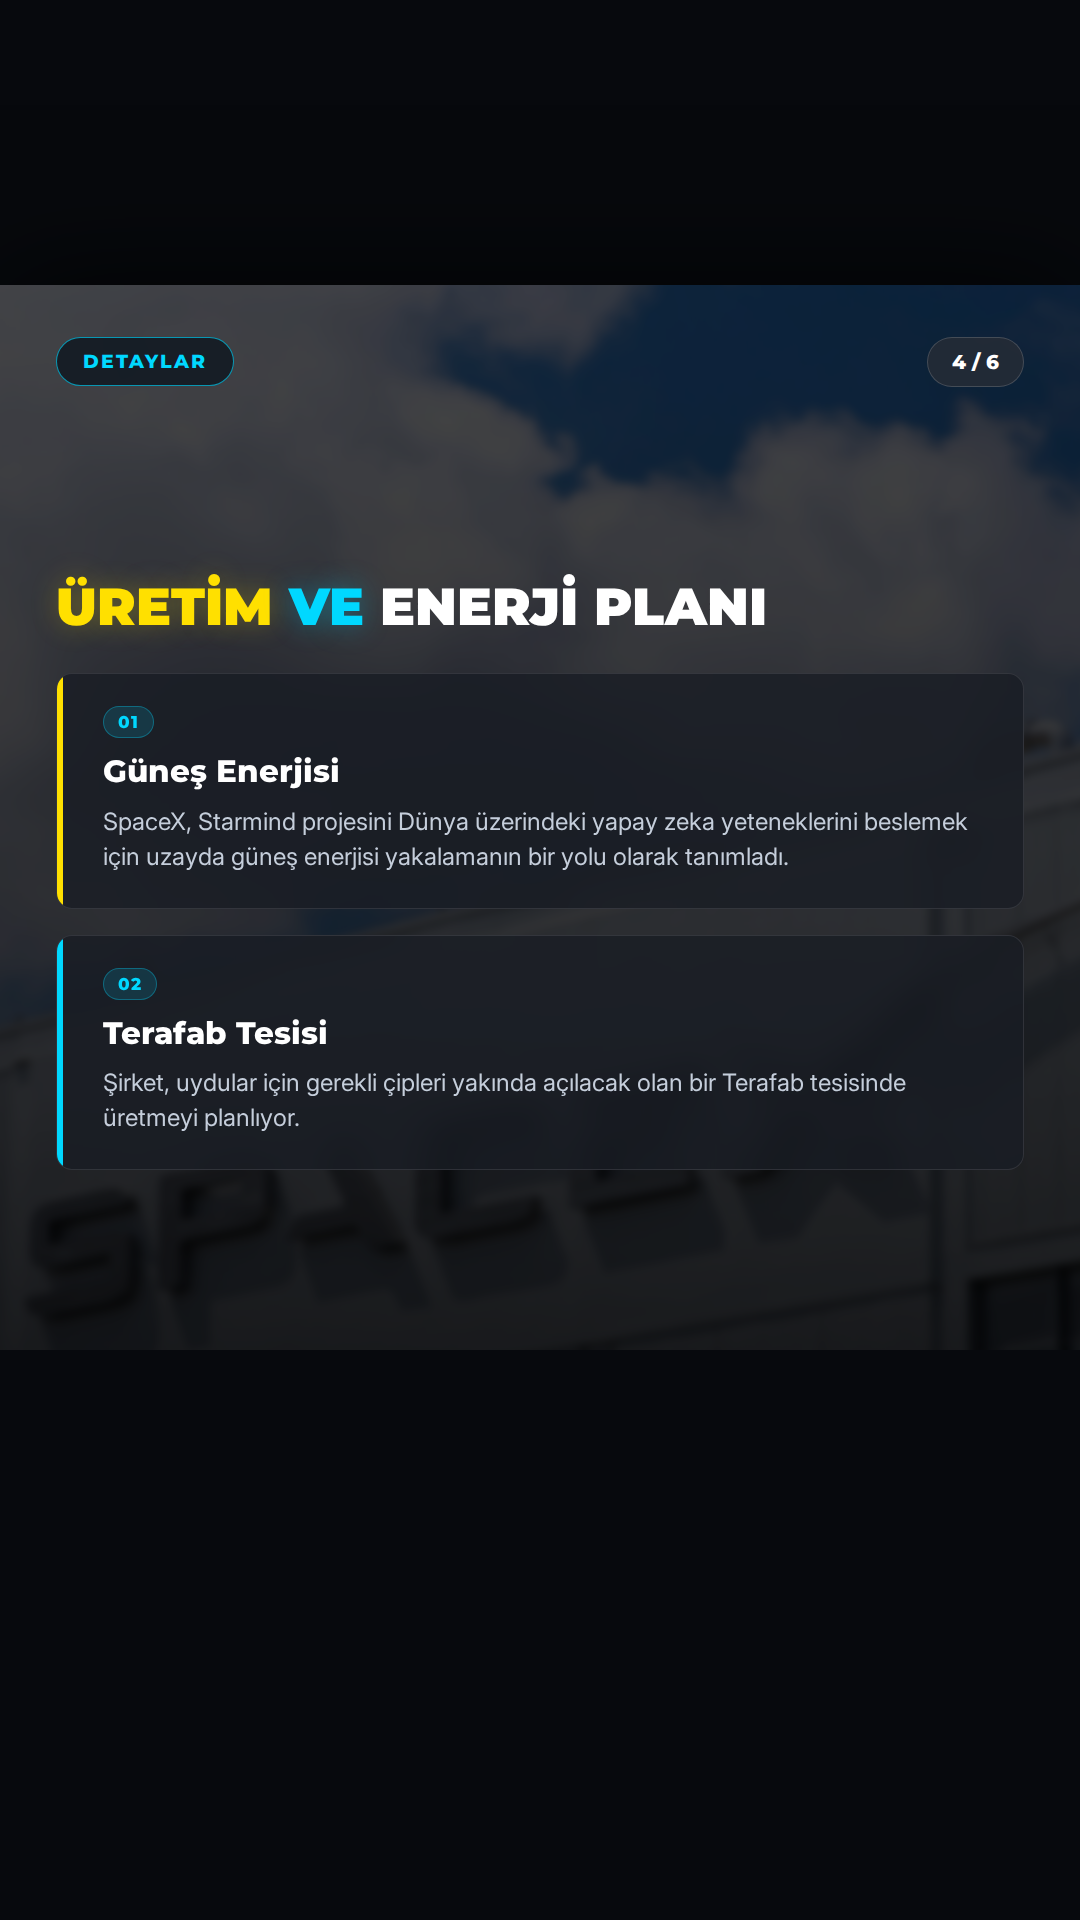 DETAYLAR
4 / 6
ÜRETİM VE ENERJİ PLANI
01
Güneş Enerjisi
SpaceX, Starmind projesini Dünya üzerindeki yapay zeka yeteneklerini beslemek
için uzayda güneş enerjisi yakalamanın bir yolu olarak tanımladı.
02
Terafab Tesisi
Şirket, uydular için gerekli çipleri yakında açılacak olan bir Terafab tesisinde
üretmeyi planlıyor.
SPACEX